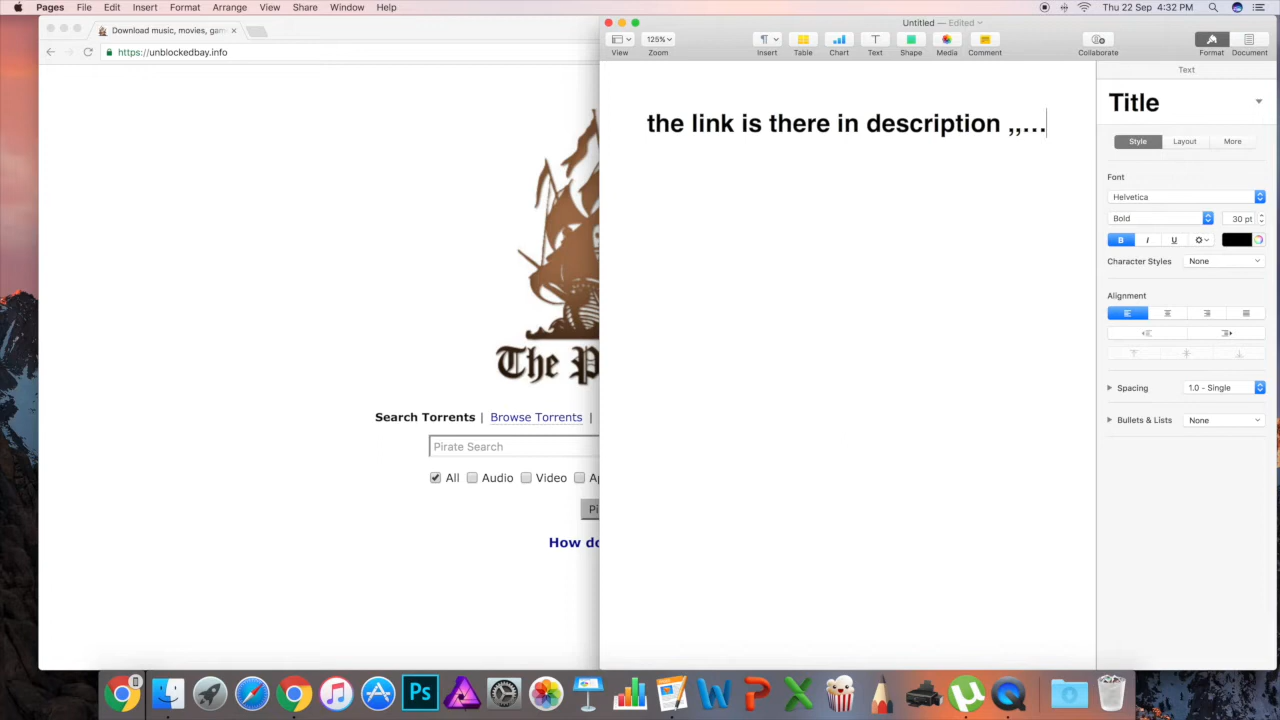 Pages File Edit Insert Format Arrange View Share Window Help Thu 22 Sep 4:32 PM
Download music, movies, gam
https://unblockedbay.info
The P
Search Torrents | Browse Torrents |
Pirate Search
All Audio Video Ap
Pi
How do
Untitled — Edited
View Zoom Insert Table Chart Text Shape Media Comment Collaborate Format Document
125%
the link is there in description ,,…
Text
Title
Style Layout More
Font
Helvetica
Bold 30 pt
B I U
Character Styles None
Alignment
Spacing 1.0 - Single
Bullets & Lists None
Ps W P X